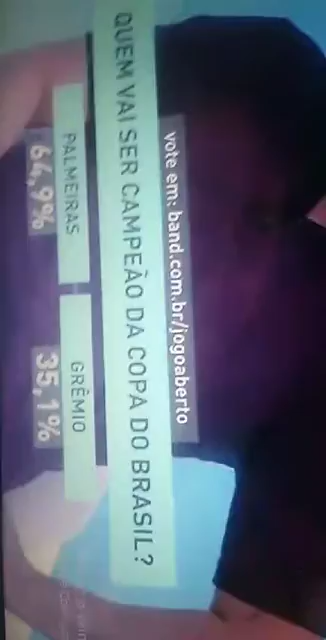 vote em: band.com.br/jogoaberto
QUEM VAI SER CAMPEÃO DA COPA DO BRASIL?
PALMEIRAS
64,9%
GRÊMIO
35,1%